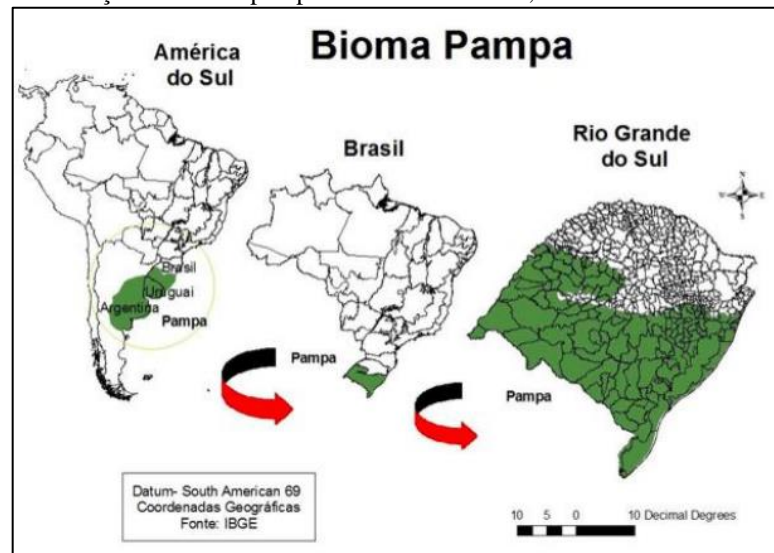 Bioma Pampa
América
do Sul
Brasil
Rio Grande
do Sul
N
W
E
S
Brasil
Uruguai
Argentina
Pampa
Pampa
Pampa
Datum- South American 69
Coordenadas Geográficas
Fonte: IBGE
10 5 0 10 Decimal Degrees